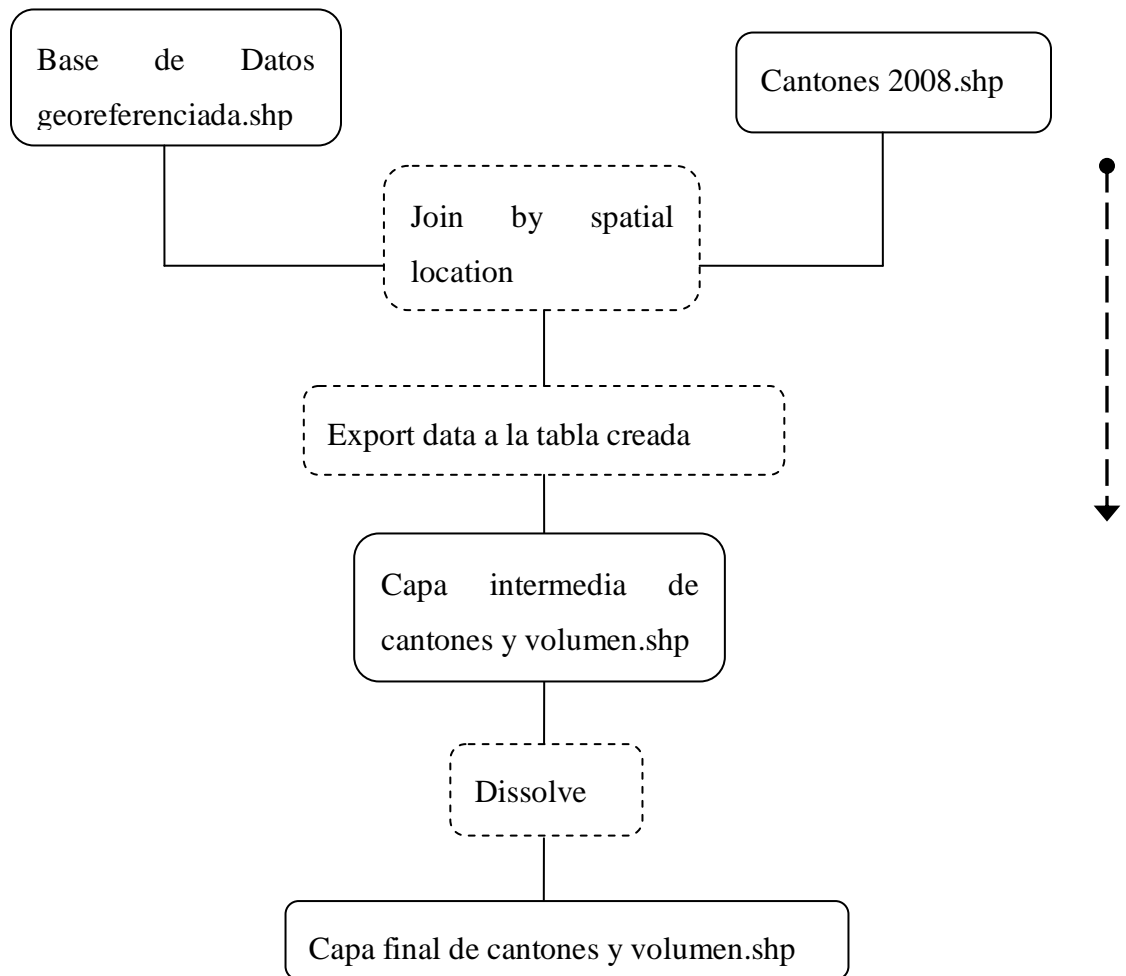 Base de Datos
georeferenciada.shp
Cantones 2008.shp
Join by spatial
location
Export data a la tabla creada
Capa intermedia de
cantones y volumen.shp
Dissolve
Capa final de cantones y volumen.shp